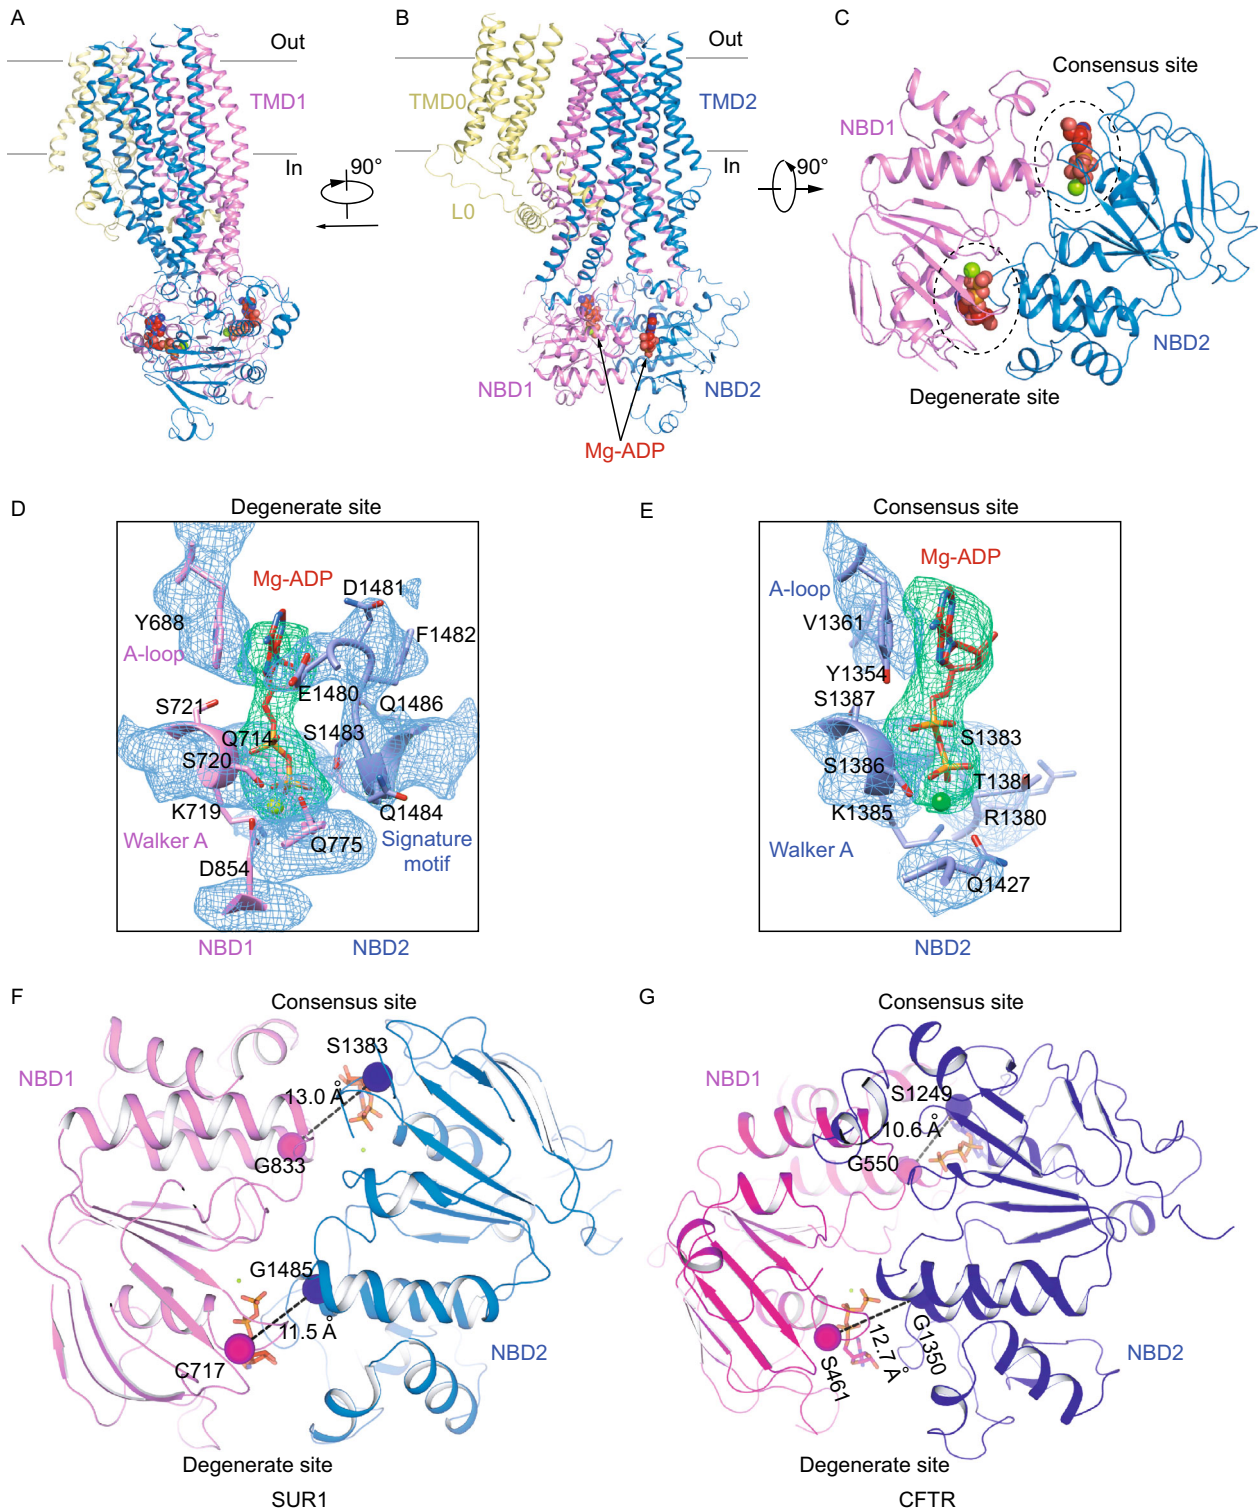 A
Out
TMD1
In
90°
B
Out
TMD0
TMD2
In
L0
NBD1
NBD2
Mg-ADP
90°
C
Consensus site
NBD1
NBD2
Degenerate site
D
Degenerate site
Mg-ADP
D1481
Y688
F1482
A-loop
E1480
S721
Q1486
Q714
S1483
S720
K719
Q1484
Walker A
Q775
Signature
motif
D854
NBD1
NBD2
E
Consensus site
Mg-ADP
A-loop
V1361
Y1354
S1387
S1383
S1386
T1381
K1385
R1380
Walker A
Q1427
NBD2
F
Consensus site
S1383
NBD1
13.0 Å
G833
G1485
11.5 Å
C717
NBD2
Degenerate site
SUR1
G
Consensus site
NBD1
S1249
10.6 Å
G550
S461
12.7 Å
G1350
NBD2
Degenerate site
CFTR